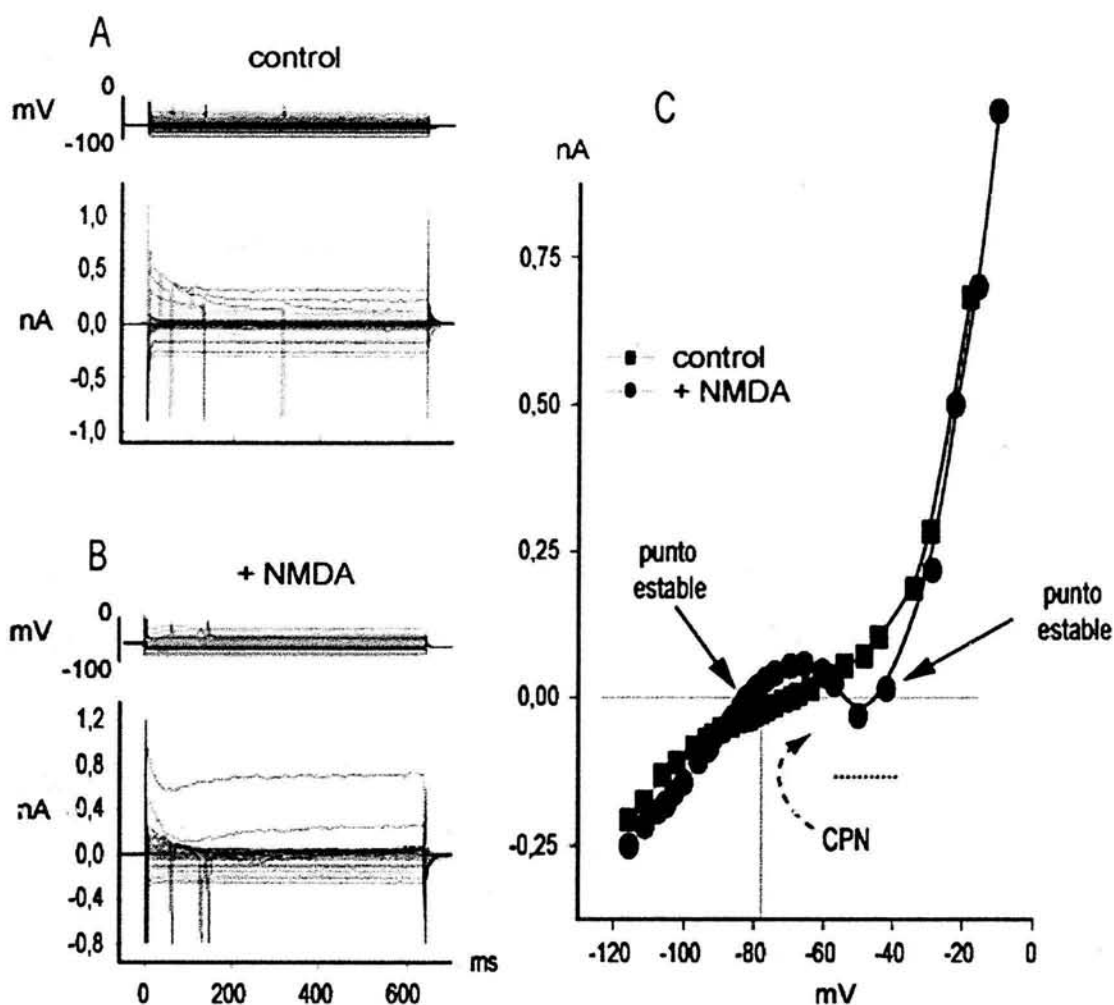 A
control
0
mV
-100
1,0
0,5
nA
0,0
-0,5
-1,0
B
+ NMDA
0
mV
-100
1,2
0,8
nA
0,4
0,0
-0,4
-0,8
ms
0 200 400 600
C
nA
0,75
control
+ NMDA
0,50
0,25
punto
estable
punto
estable
0,00
CPN
-0,25
-120 -100 -80 -60 -40 -20 0
mV